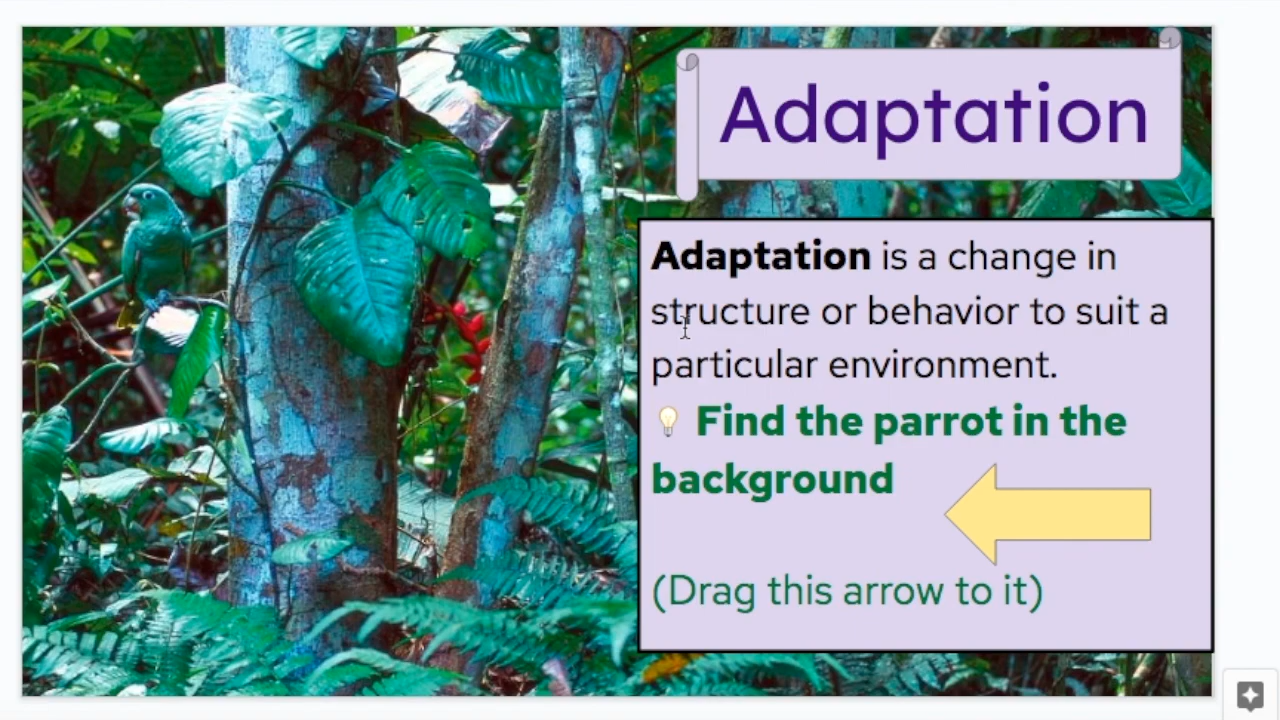 Adaptation
Adaptation is a change in
structure or behavior to suit a
particular environment.
💡 Find the parrot in the
background
(Drag this arrow to it)